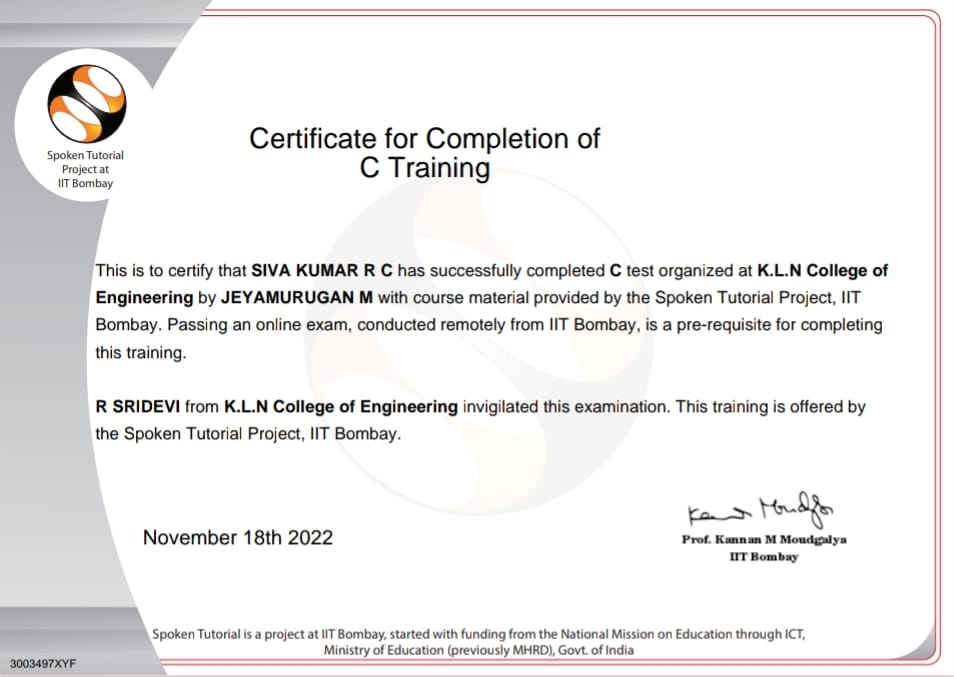 Spoken Tutorial
Project at
IIT Bombay
Certificate for Completion of
C Training
This is to certify that SIVA KUMAR R C has successfully completed C test organized at K.L.N College of
Engineering by JEYAMURUGAN M with course material provided by the Spoken Tutorial Project, IIT
Bombay. Passing an online exam, conducted remotely from IIT Bombay, is a pre-requisite for completing
this training.
R SRIDEVI from K.L.N College of Engineering invigilated this examination. This training is offered by
the Spoken Tutorial Project, IIT Bombay.
November 18th 2022
Prof. Kannan M Moudgalya
IIT Bombay
Spoken Tutorial is a project at IIT Bombay, started with funding from the National Mission on Education through ICT,
Ministry of Education (previously MHRD), Govt. of India
3003497XYF